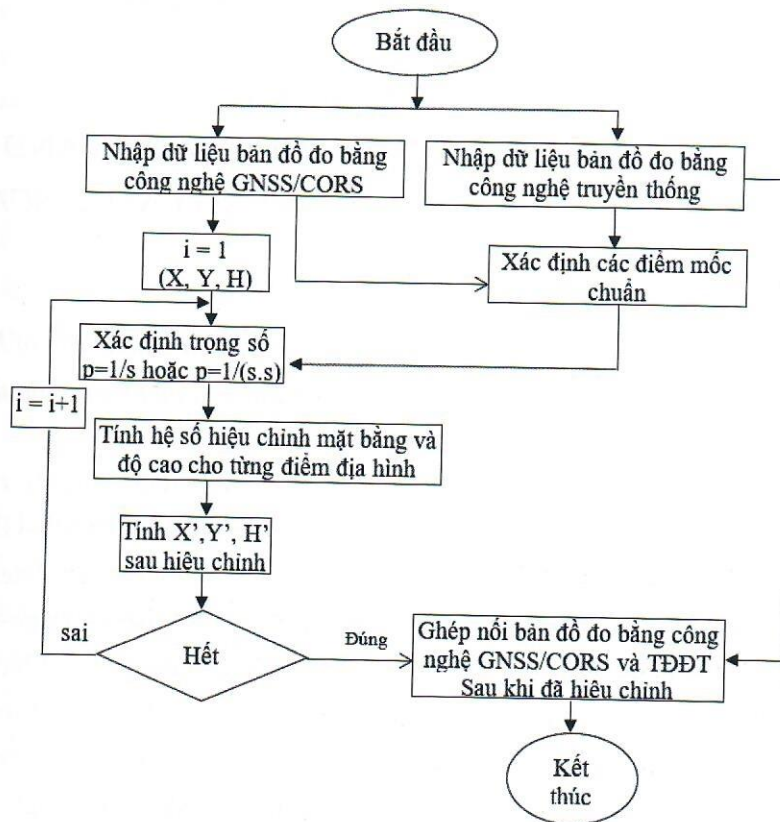 Bắt đầu
Nhập dữ liệu bản đồ đo bằng
công nghệ GNSS/CORS
Nhập dữ liệu bản đồ đo bằng
công nghệ truyền thống
i = 1
(X, Y, H)
Xác định các điểm mốc
chuẩn
Xác định trọng số
p=1/s hoặc p=1/(s.s)
i = i+1
Tính hệ số hiệu chỉnh mặt bằng và
độ cao cho từng điểm địa hình
Tính X’,Y’, H’
sau hiệu chỉnh
sai
Hết
Đúng
Ghép nối bản đồ đo bằng công
nghệ GNSS/CORS và TĐĐT
Sau khi đã hiệu chỉnh
Kết
thúc